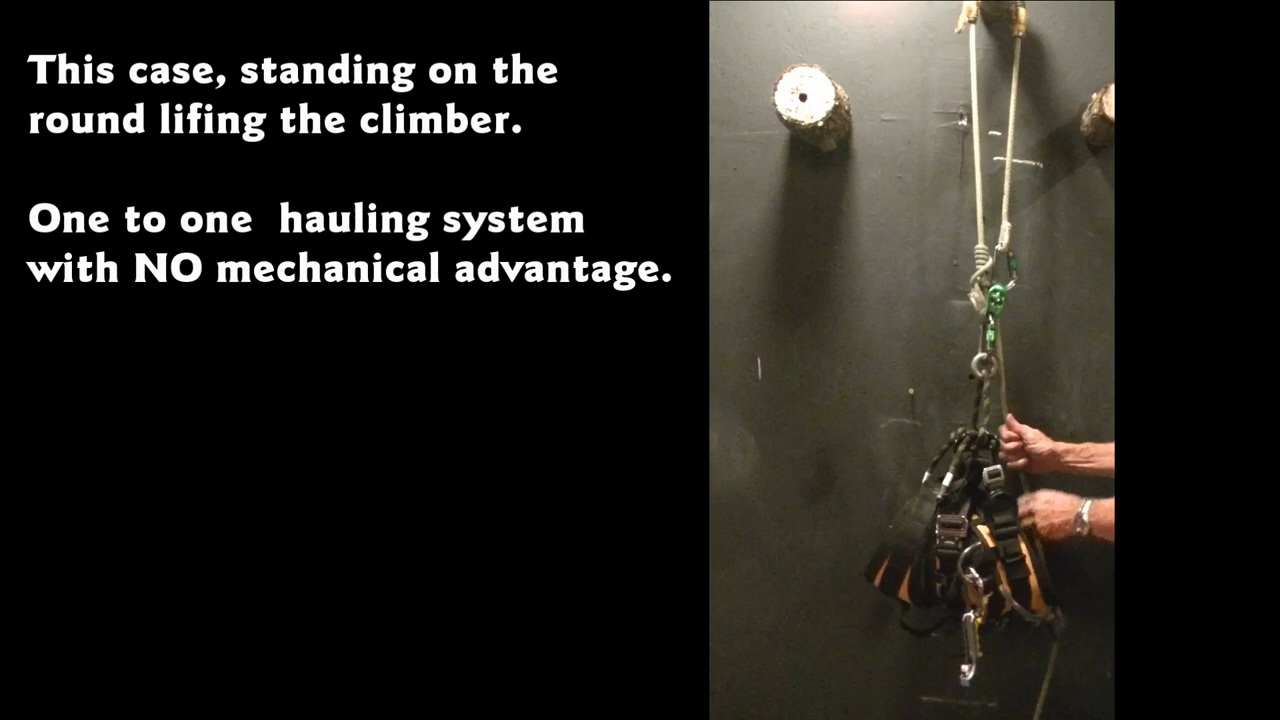 This case, standing on the
round lifing the climber.
One to one  hauling system
with NO mechanical advantage.